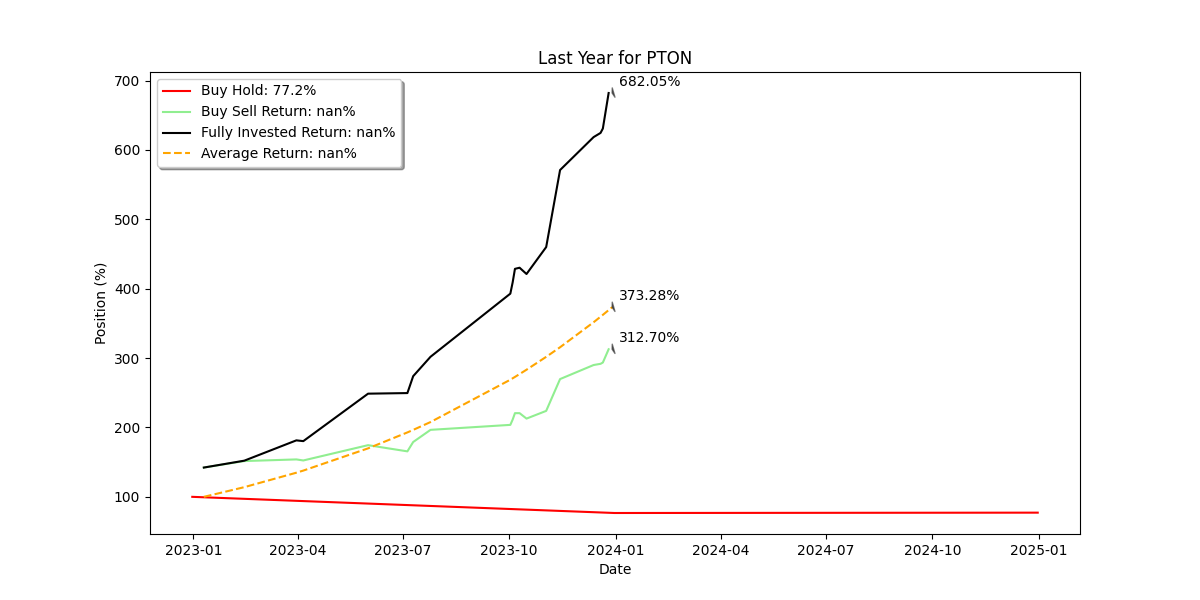 Last Year for PTON
Buy Hold: 77.2%
Buy Sell Return: nan%
Fully Invested Return: nan%
Average Return: nan%
682.05%
373.28%
312.70%
Position (%)
700
600
500
400
300
200
100
2023-01 2023-04 2023-07 2023-10 2024-01 2024-04 2024-07 2024-10 2025-01
Date